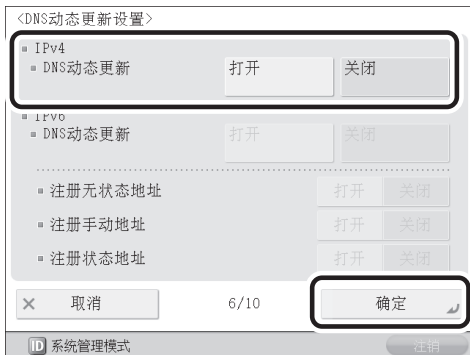 <DNS动态更新设置>
IPv4
DNS动态更新 打开 关闭
IPv6
DNS动态更新 打开 关闭
注册无状态地址 打开 关闭
注册手动地址 打开 关闭
注册状态地址 打开 关闭
× 取消 6/10 确定
ID 系统管理模式 注销